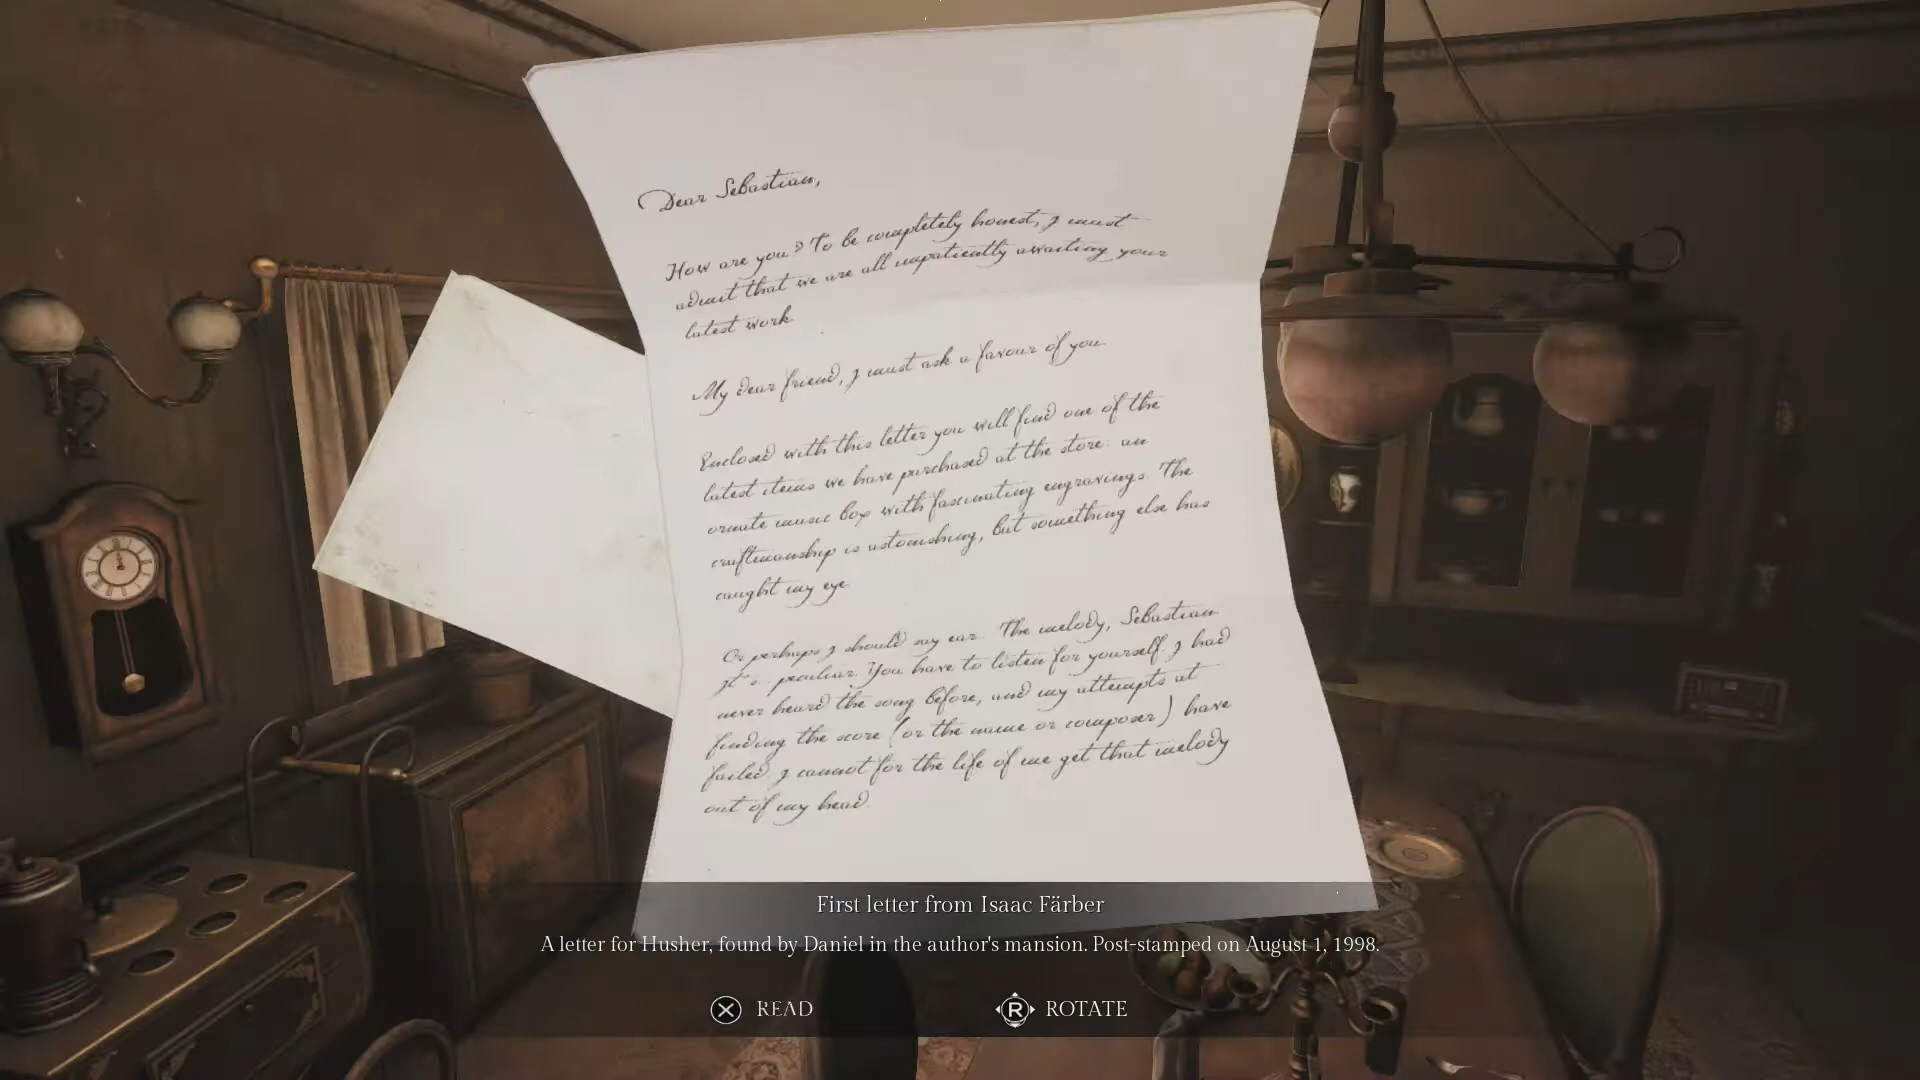 Dear Sebastian,
How are you? To be completely honest, I must
admit that we are all impatiently awaiting your
latest work.
My dear friend, I must ask a favour of you.
Enclosed with this letter you will find one of the
latest items we have purchased at the store: an
ornate music box with fascinating engravings. The
craftmanship is astonishing, but something else has
caught my eye.
Or perhaps I should say ear. The melody, Sebastian.
It's peculiar. You have to listen for yourself. I had
never heard the song before, and my attempts at
finding the score (or the name or composer) have
failed. I cannot for the life of me get that melody
out of my head.
First letter from Isaac Färber
A letter for Husher, found by Daniel in the author's mansion. Post-stamped on August 1, 1998.
READ
R ROTATE